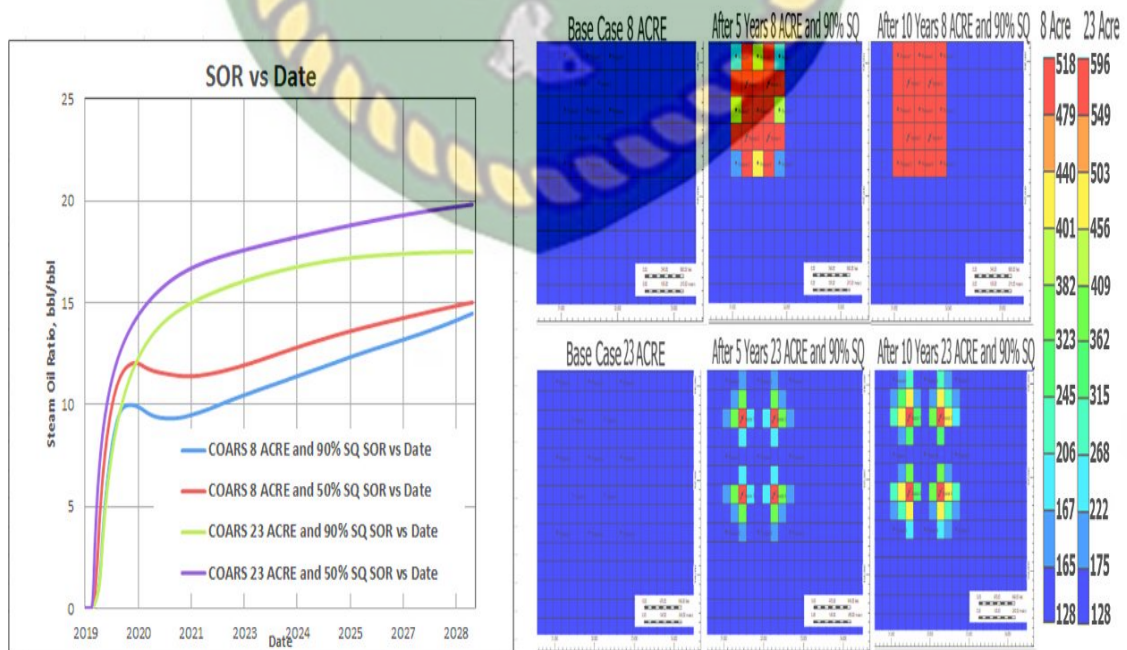 SOR vs Date
25
20
15
10
5
0
Steam Oil Ratio, bbl/bbl
COARS 8 ACRE and 90% SQ SOR vs Date
COARS 8 ACRE and 50% SQ SOR vs Date
COARS 23 ACRE and 90% SQ SOR vs Date
COARS 23 ACRE and 50% SQ SOR vs Date
2019 2020 2021 2023 2024 2025 2027 2028
Date
Base Case 8 ACRE
After 5 Years 8 ACRE and 90% SQ
After 10 Years 8 ACRE and 90% SQ
Base Case 23 ACRE
After 5 Years 23 ACRE and 90% SQ
After 10 Years 23 ACRE and 90% SQ
8 Acre 23 Acre
518 596
479 549
440 503
401 456
382 409
323 362
245 315
206 268
167 222
165 175
128 128